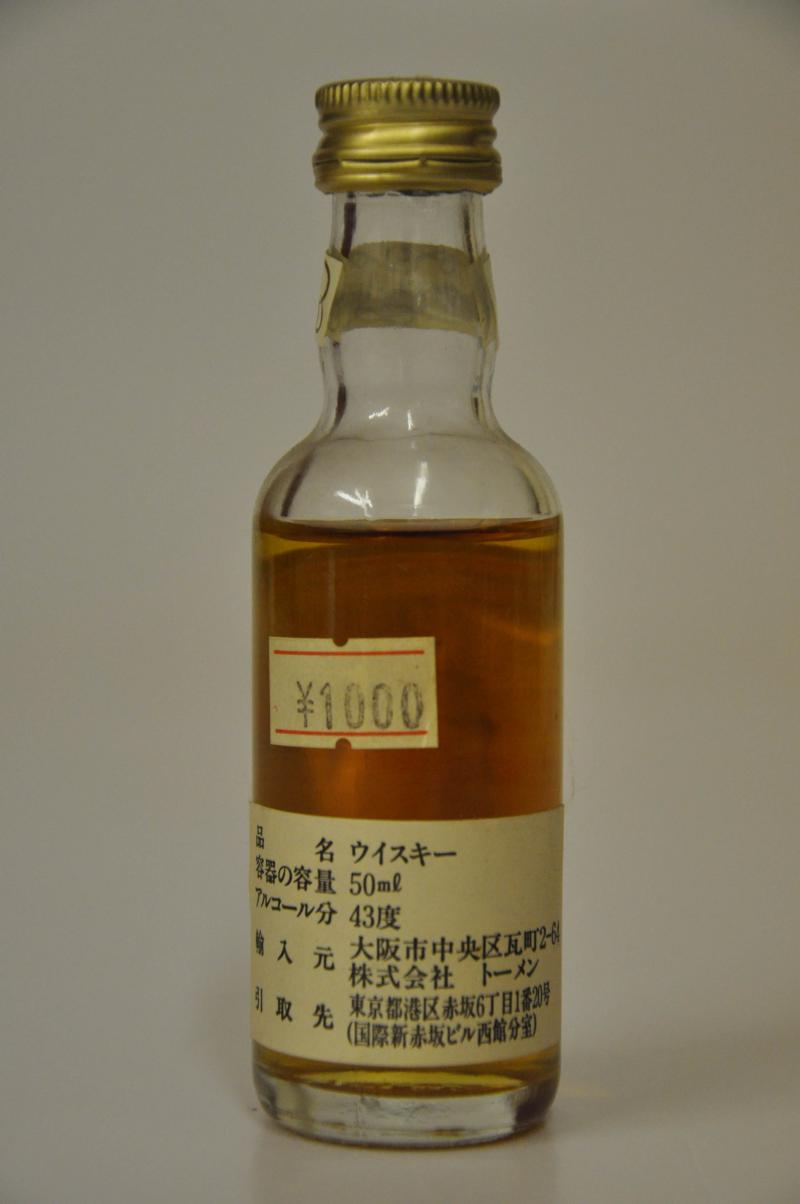 ¥1000
品名 ウイスキー
容器の容量 50ml
アルコール分 43度
輸入元 大阪市中央区瓦町2-64
株式会社 トーメン
引取先 東京都港区赤坂6丁目1番20号
(国際新赤坂ビル西館分室)